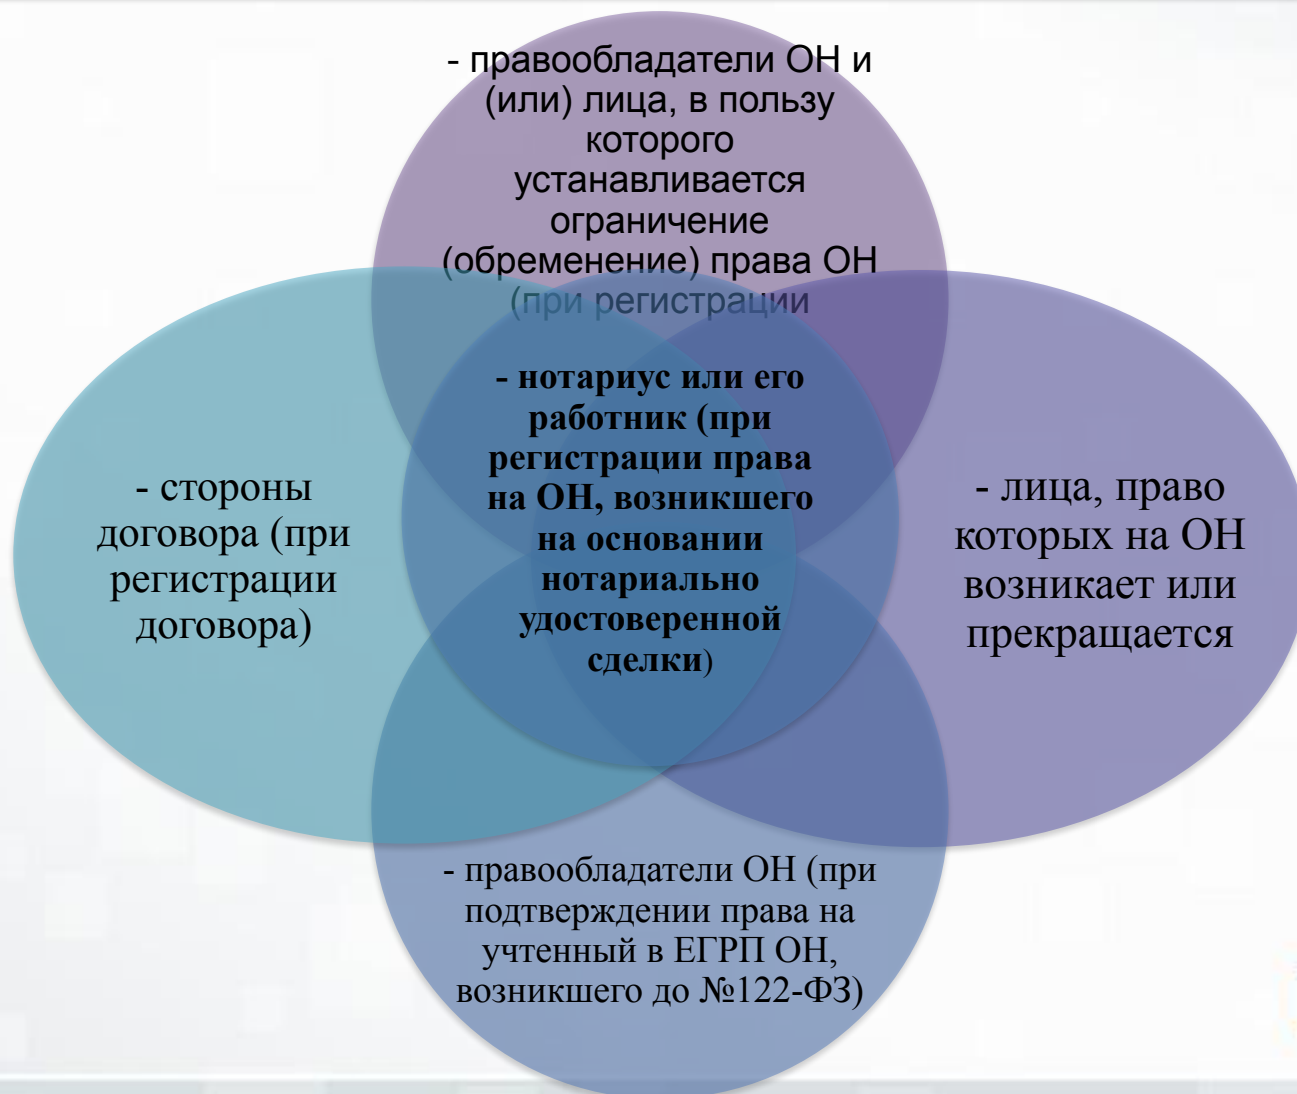 - правообладатели ОН и
(или) лица, в пользу
которого
устанавливается
ограничение
(обременение) права ОН
(при регистрации
- нотариус или его
работник (при
регистрации права
на ОН, возникшего
на основании
нотариально
удостоверенной
сделки)
- стороны
договора (при
регистрации
договора)
- лица, право
которых на ОН
возникает или
прекращается
- правообладатели ОН (при
подтверждении права на
учтенный в ЕГРП ОН,
возникшего до №122-ФЗ)